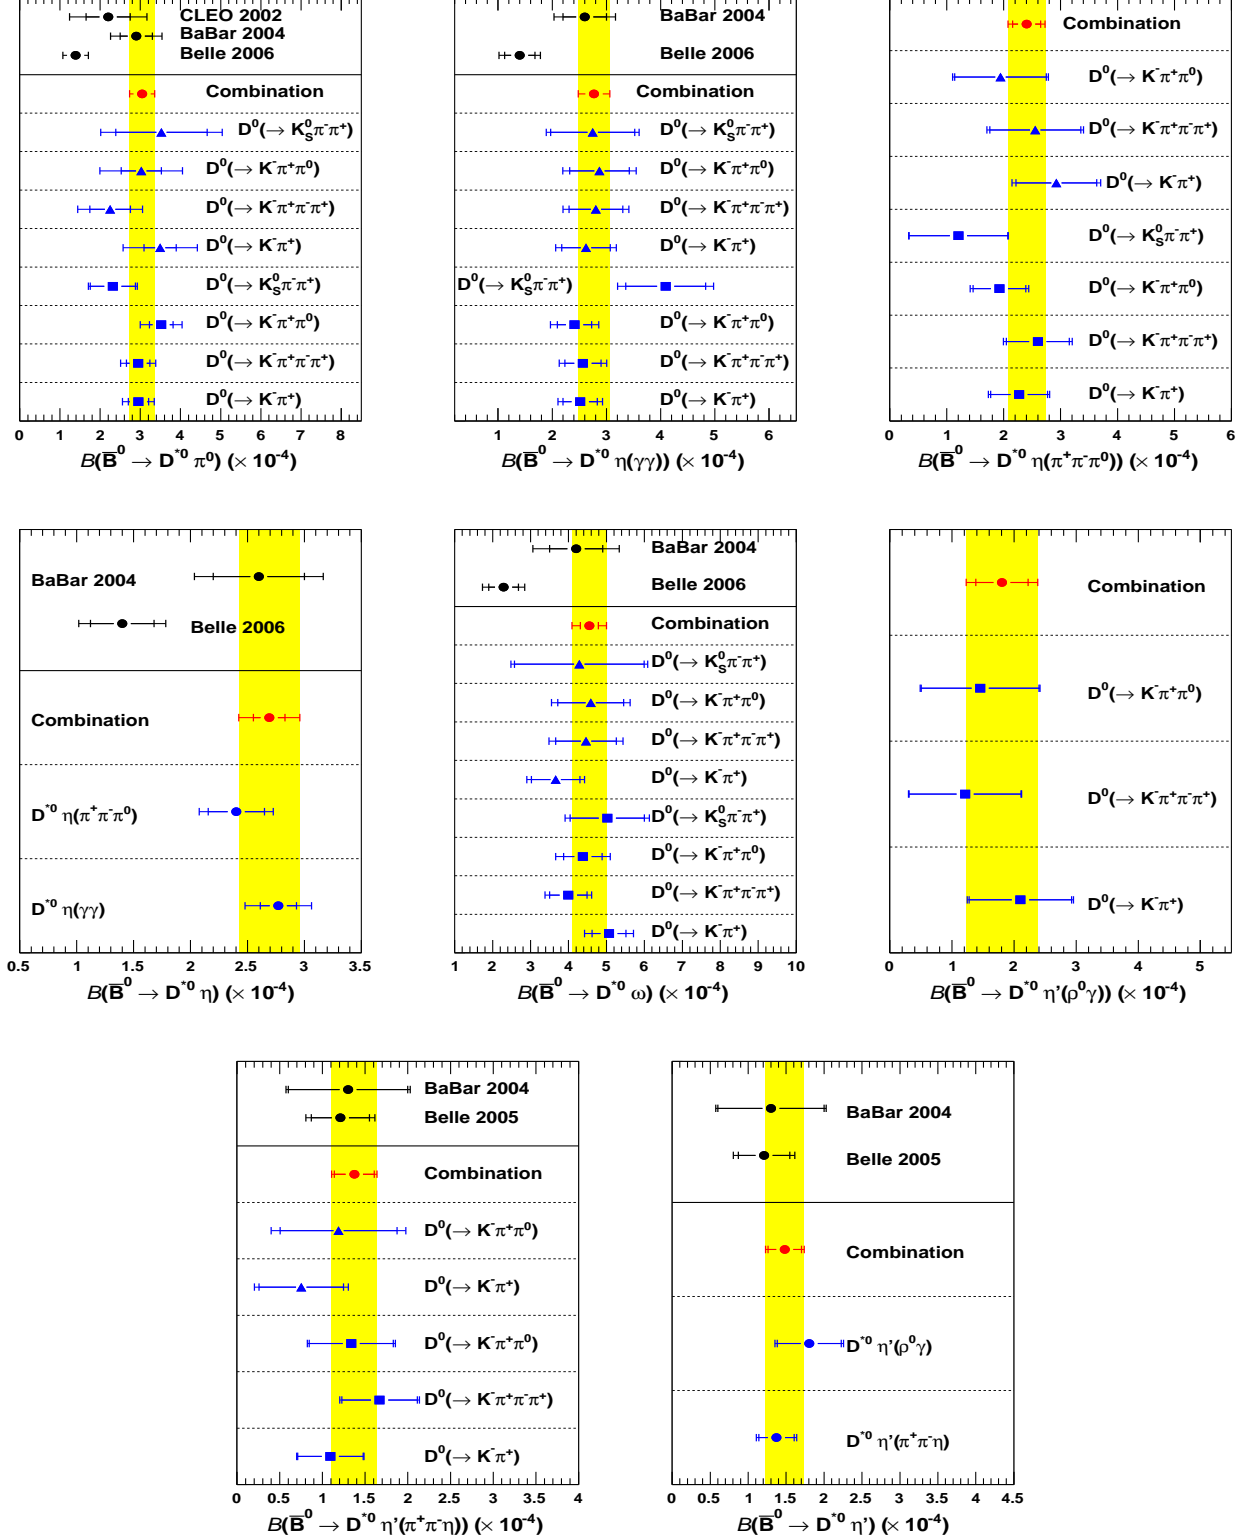 CLEO 2002
BaBar 2004
Belle 2006
Combination
D⁰(→ K⁰_S π⁻π⁺)
D⁰(→ K⁻π⁺π⁰)
D⁰(→ K⁻π⁺π⁻π⁺)
D⁰(→ K⁻π⁺)
D⁰(→ K⁰_S π⁻π⁺)
D⁰(→ K⁻π⁺π⁰)
D⁰(→ K⁻π⁺π⁻π⁺)
D⁰(→ K⁻π⁺)
0 1 2 3 4 5 6 7 8
B(B̅⁰ → D*⁰ π⁰) (× 10⁻⁴)
BaBar 2004
Belle 2006
Combination
D⁰(→ K⁰_S π⁻π⁺)
D⁰(→ K⁻π⁺π⁰)
D⁰(→ K⁻π⁺π⁻π⁺)
D⁰(→ K⁻π⁺)
D⁰(→ K⁰_S π⁻π⁺)
D⁰(→ K⁻π⁺π⁰)
D⁰(→ K⁻π⁺π⁻π⁺)
D⁰(→ K⁻π⁺)
1 2 3 4 5 6
B(B̅⁰ → D*⁰ η(γγ)) (× 10⁻⁴)
Combination
D⁰(→ K⁻π⁺π⁰)
D⁰(→ K⁻π⁺π⁻π⁺)
D⁰(→ K⁻π⁺)
D⁰(→ K⁰_S π⁻π⁺)
D⁰(→ K⁻π⁺π⁰)
D⁰(→ K⁻π⁺π⁻π⁺)
D⁰(→ K⁻π⁺)
0 1 2 3 4 5 6
B(B̅⁰ → D*⁰ η(π⁺π⁻π⁰)) (× 10⁻⁴)
BaBar 2004
Belle 2006
Combination
D*⁰ η(π⁺π⁻π⁰)
D*⁰ η(γγ)
0.5 1 1.5 2 2.5 3 3.5
B(B̅⁰ → D*⁰ η) (× 10⁻⁴)
BaBar 2004
Belle 2006
Combination
D⁰(→ K⁰_S π⁻π⁺)
D⁰(→ K⁻π⁺π⁰)
D⁰(→ K⁻π⁺π⁻π⁺)
D⁰(→ K⁻π⁺)
D⁰(→ K⁰_S π⁻π⁺)
D⁰(→ K⁻π⁺π⁰)
D⁰(→ K⁻π⁺π⁻π⁺)
D⁰(→ K⁻π⁺)
1 2 3 4 5 6 7 8 9 10
B(B̅⁰ → D*⁰ ω) (× 10⁻⁴)
Combination
D⁰(→ K⁻π⁺π⁰)
D⁰(→ K⁻π⁺π⁻π⁺)
D⁰(→ K⁻π⁺)
0 1 2 3 4 5
B(B̅⁰ → D*⁰ η'(ρ⁰γ)) (× 10⁻⁴)
BaBar 2004
Belle 2005
Combination
D⁰(→ K⁻π⁺π⁰)
D⁰(→ K⁻π⁺)
D⁰(→ K⁻π⁺π⁰)
D⁰(→ K⁻π⁺π⁻π⁺)
D⁰(→ K⁻π⁺)
0 0.5 1 1.5 2 2.5 3 3.5 4
B(B̅⁰ → D*⁰ η'(π⁺π⁻η)) (× 10⁻⁴)
BaBar 2004
Belle 2005
Combination
D*⁰ η'(ρ⁰γ)
D*⁰ η'(π⁺π⁻η)
0 0.5 1 1.5 2 2.5 3 3.5 4 4.5
B(B̅⁰ → D*⁰ η') (× 10⁻⁴)